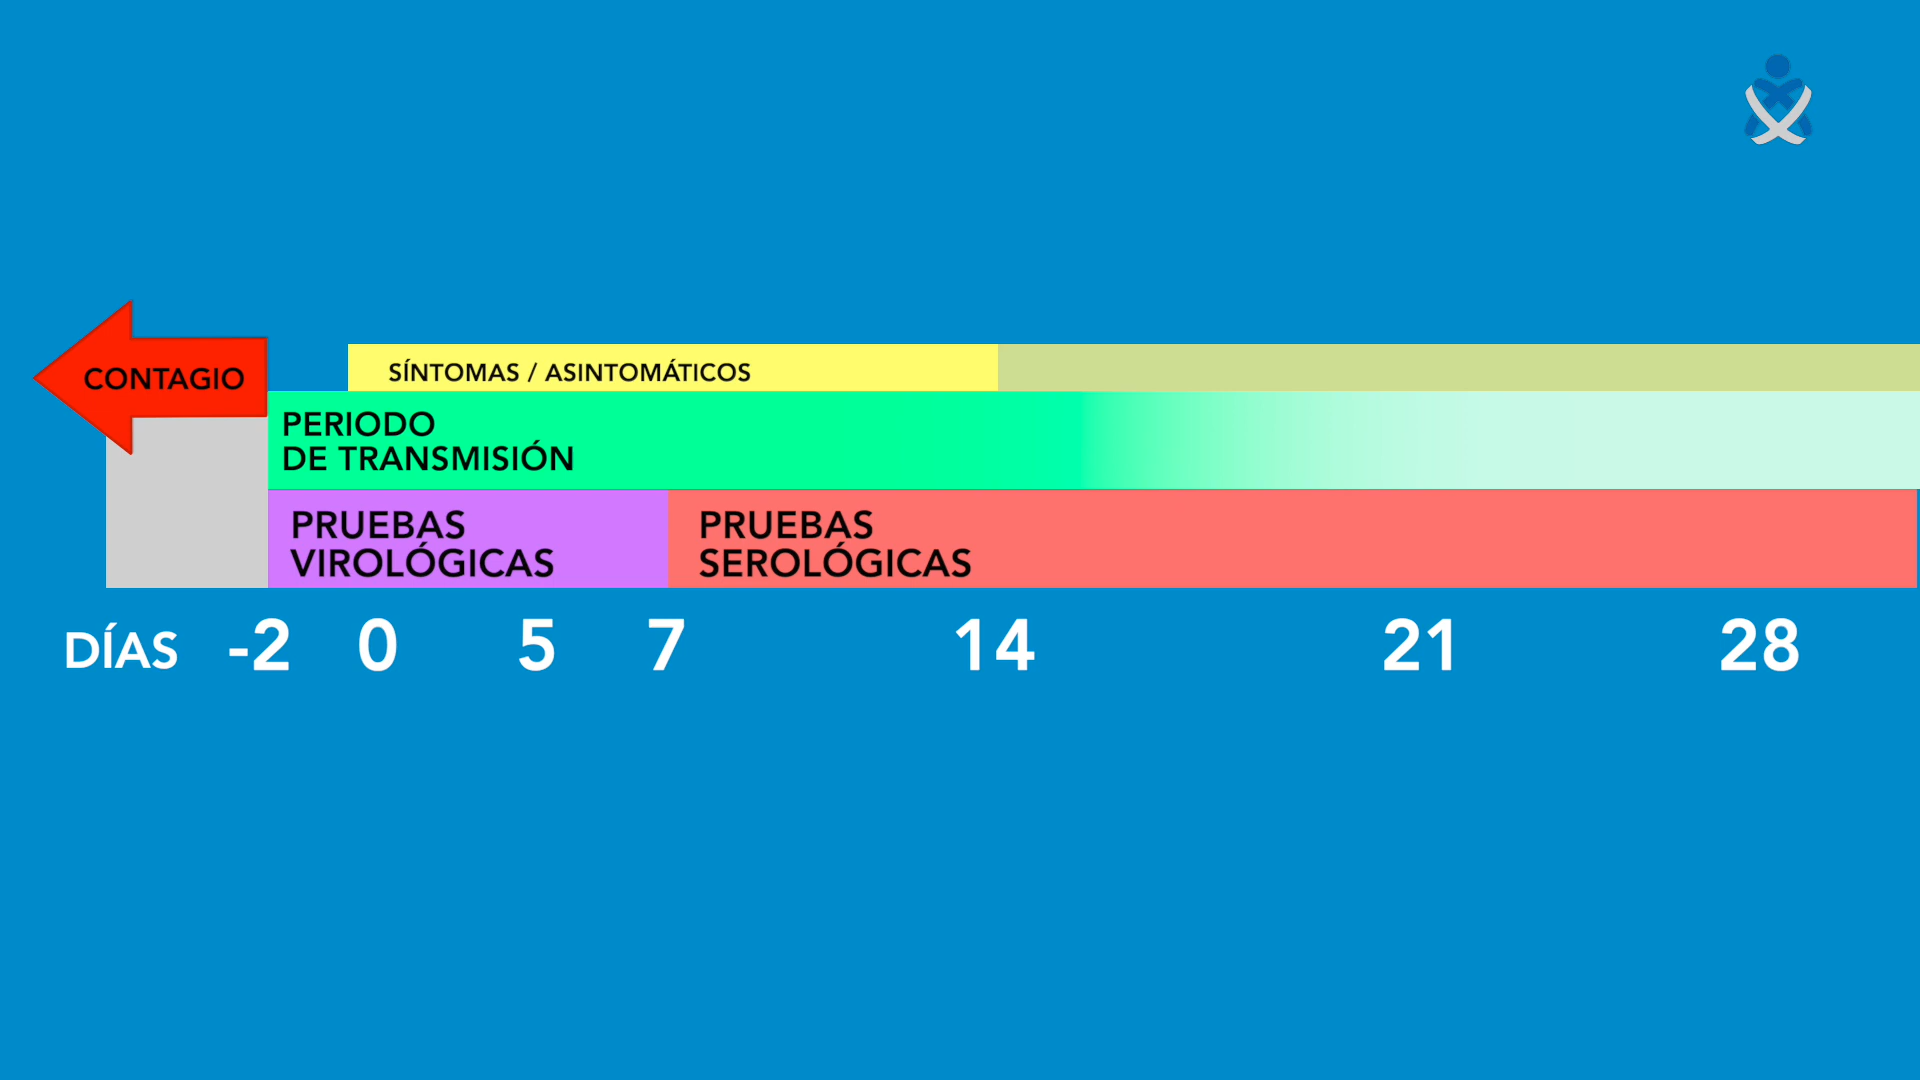 CONTAGIO
SÍNTOMAS / ASINTOMÁTICOS
PERIODO
DE TRANSMISIÓN
PRUEBAS
VIROLÓGICAS
PRUEBAS
SEROLÓGICAS
DÍAS -2 0 5 7 14 21 28